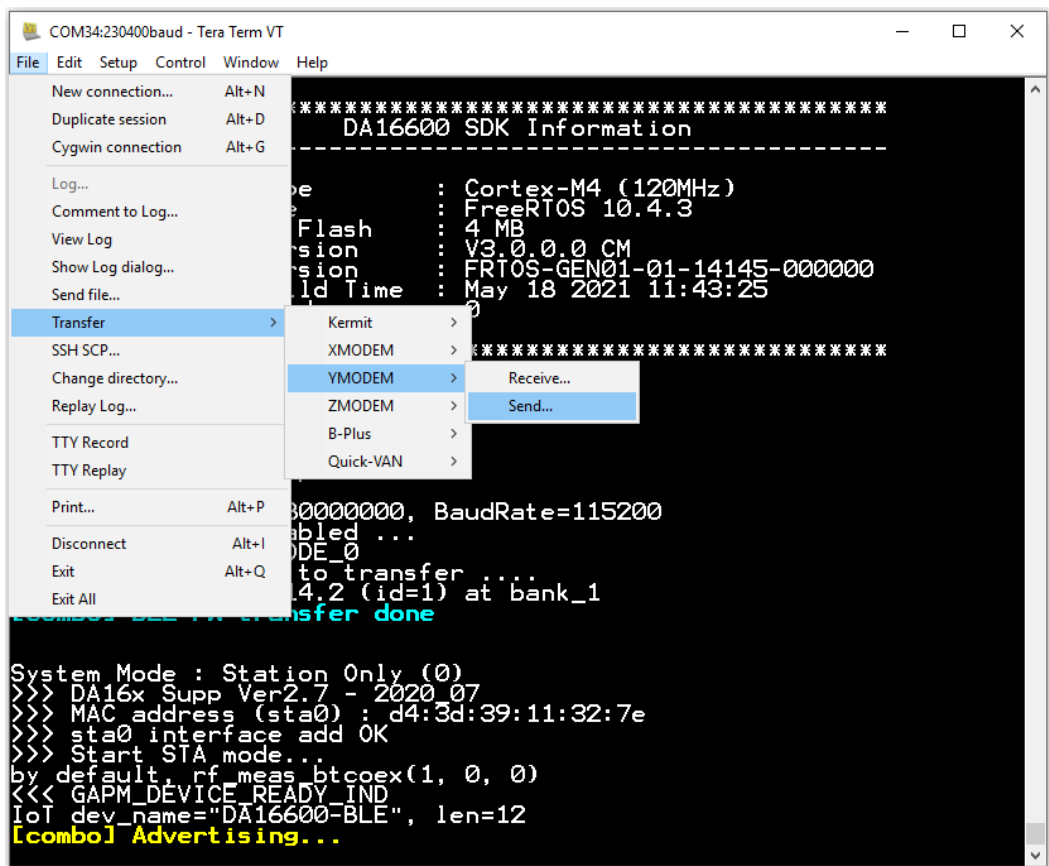 COM34:230400baud - Tera Term VT
File Edit Setup Control Window Help
New connection... Alt+N
Duplicate session Alt+D
Cygwin connection Alt+G
Log...
Comment to Log...
View Log
Show Log dialog...
Send file...
Transfer >
SSH SCP...
Change directory...
Replay Log...
TTY Record
TTY Replay
Print... Alt+P
Disconnect Alt+I
Exit Alt+Q
Exit All
Kermit >
XMODEM >
YMODEM >
ZMODEM >
B-Plus >
Quick-VAN >
Receive...
Send...
***************************************
DA16600 SDK Information
---------------------------------------
pe : Cortex-M4 (120MHz)
: FreeRTOS 10.4.3
Flash : 4 MB
rsion : V3.0.0.0 CM
rsion : FRTOS-GEN01-01-14145-000000
ld Time : May 18 2021 11:43:25
0
***************************
30000000, BaudRate=115200
abled ...
ODE_0
to transfer ....
14.2 (id=1) at bank_1
[combo] BLE FW transfer done
System Mode : Station Only (0)
>>> DA16x Supp Ver2.7 - 2020_07
>>> MAC address (sta0) : d4:3d:39:11:32:7e
>>> sta0 interface add OK
>>> Start STA mode...
by default, rf_meas_btcoex(1, 0, 0)
<<< GAPM_DEVICE_READY_IND
IoT dev_name="DA16600-BLE", len=12
[combo] Advertising...